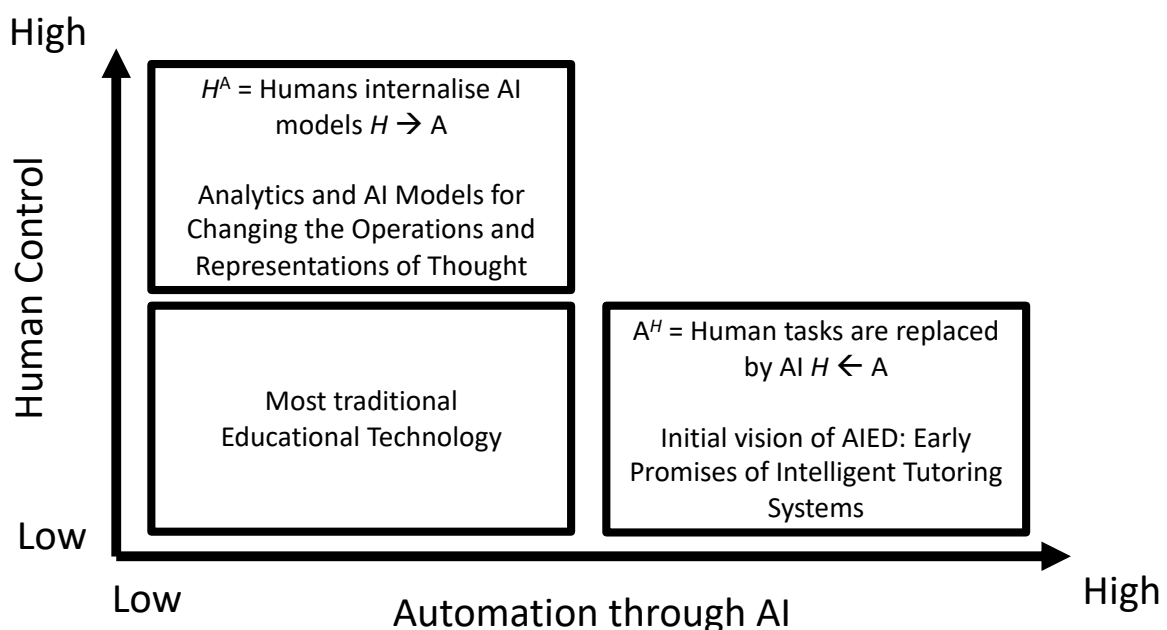 High
Hᴬ = Humans internalise AI
models H → A
Analytics and AI Models for
Changing the Operations and
Representations of Thought
Human Control
Most traditional
Educational Technology
Aᴴ = Human tasks are replaced
by AI H ← A
Initial vision of AIED: Early
Promises of Intelligent Tutoring
Systems
Low
Low
Automation through AI
High